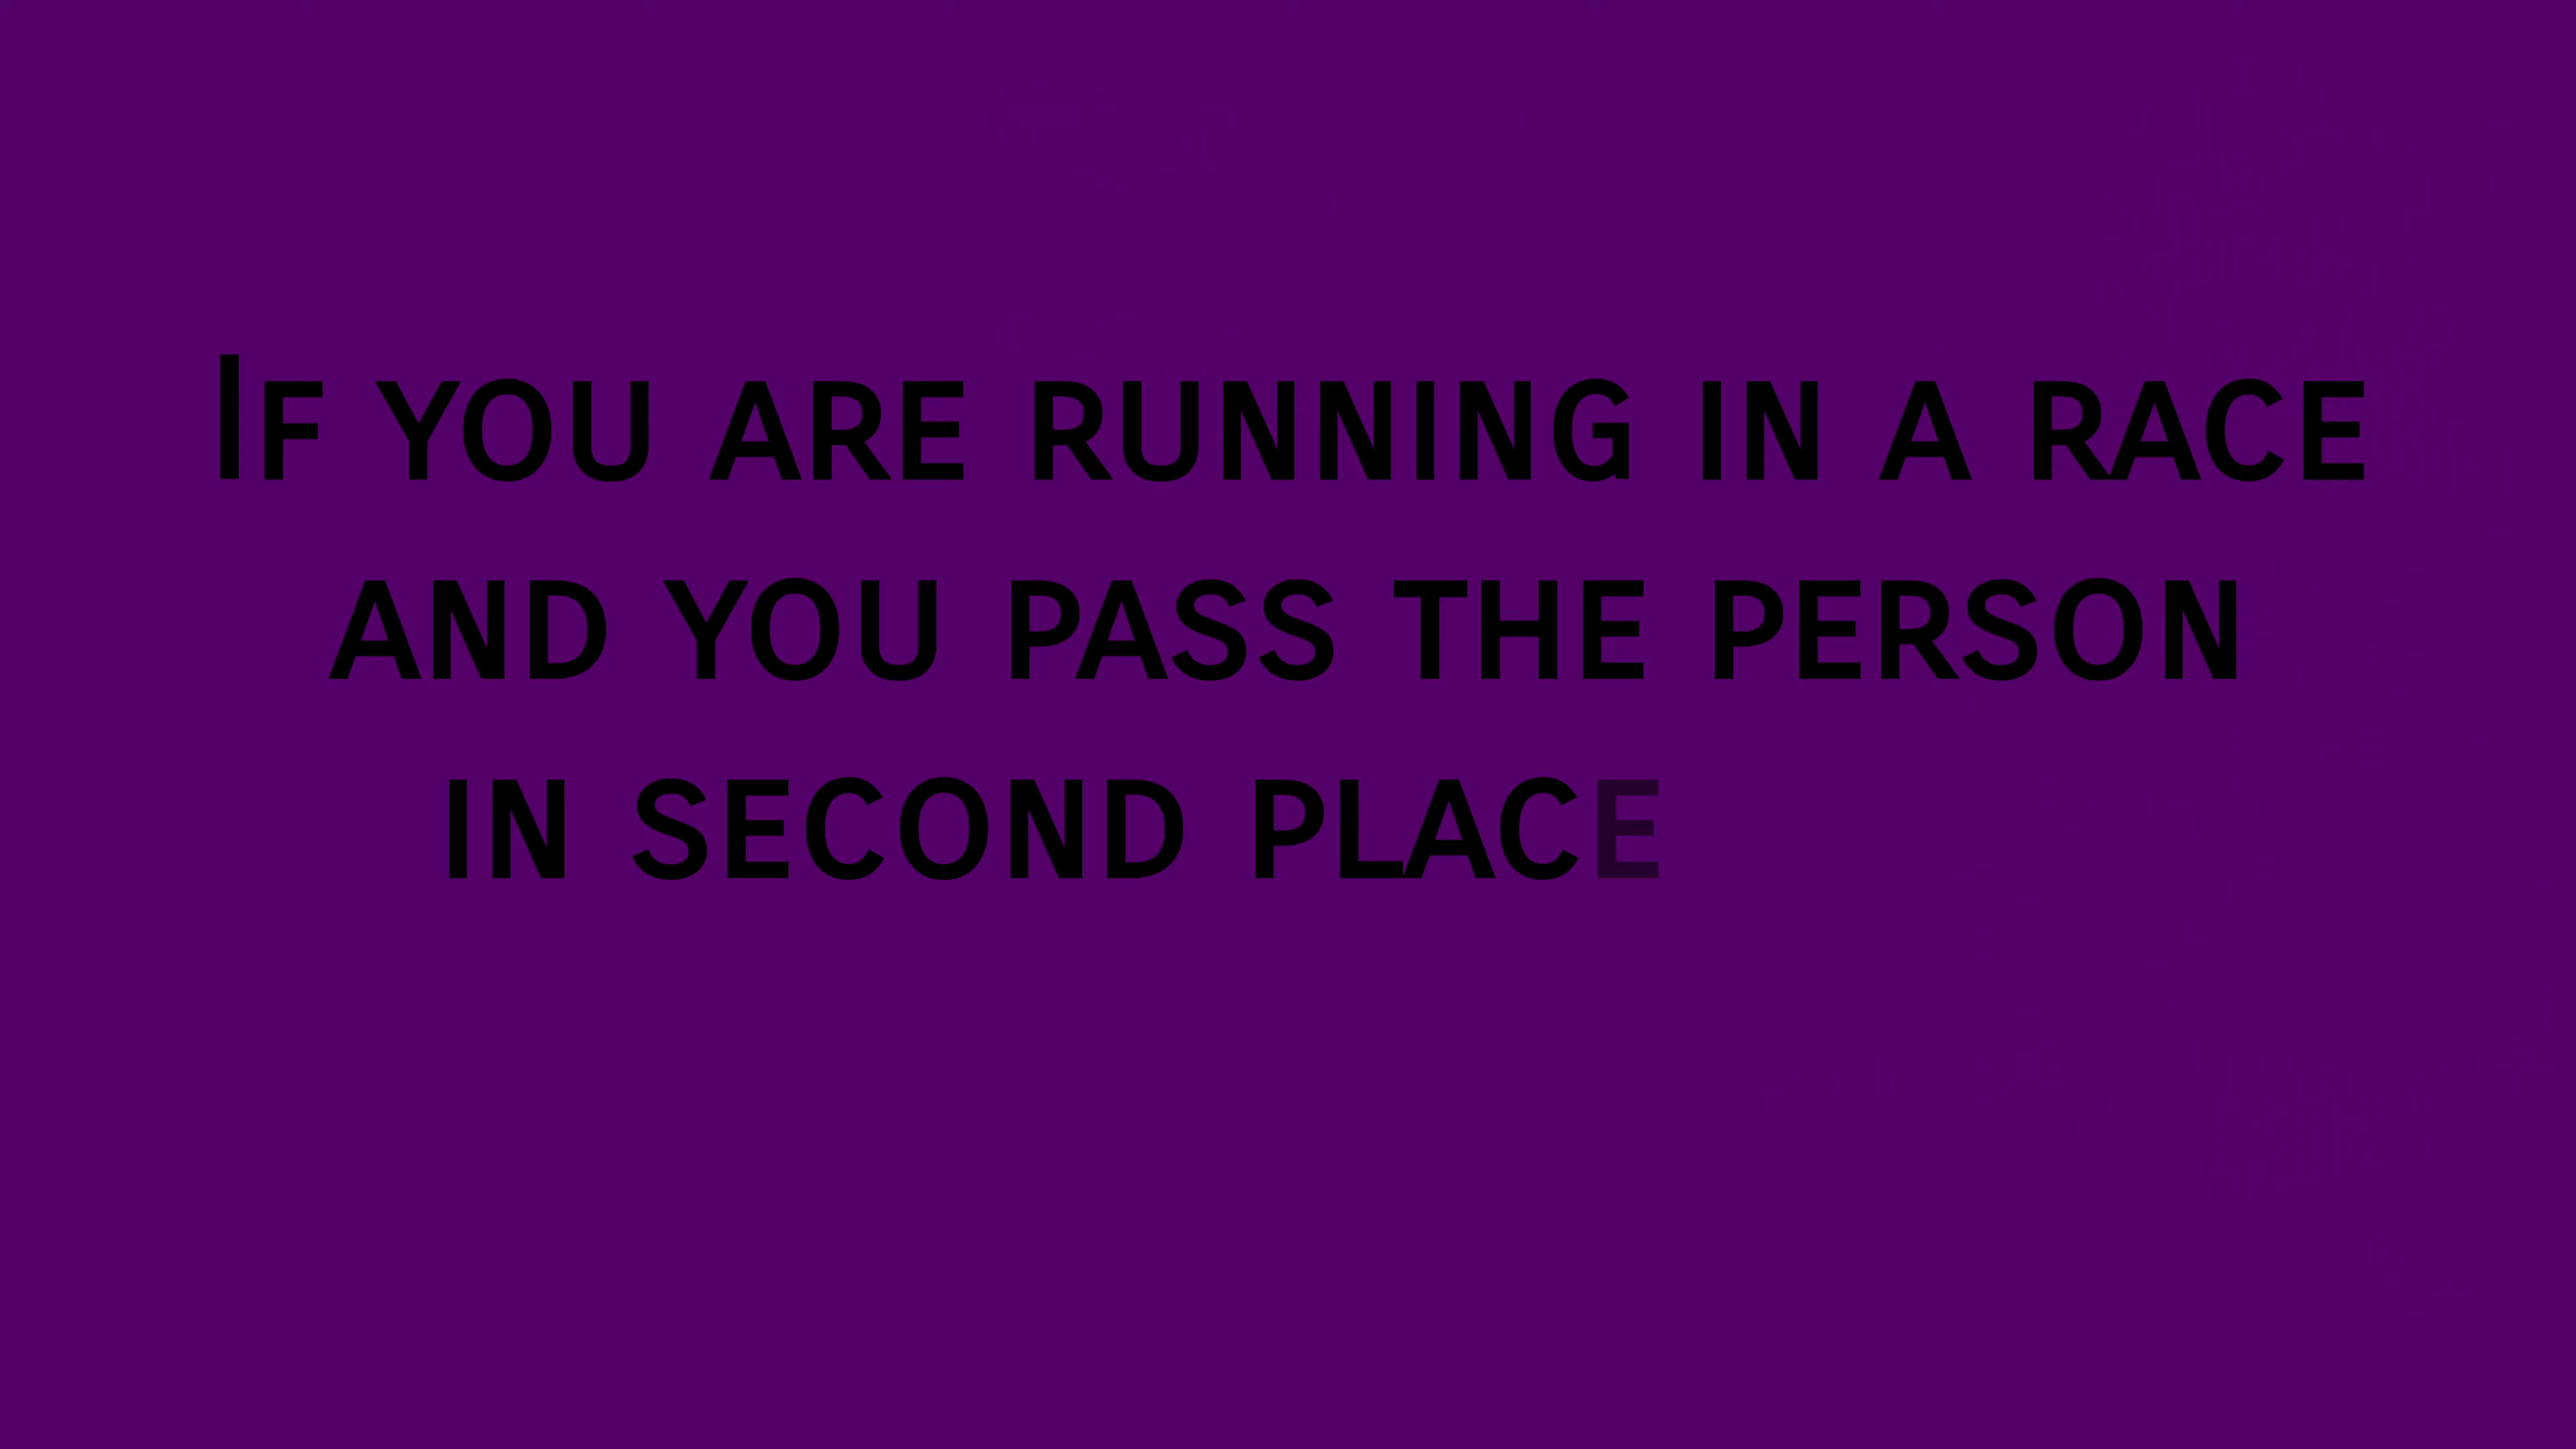 If you are running in a race
and you pass the person
in second place